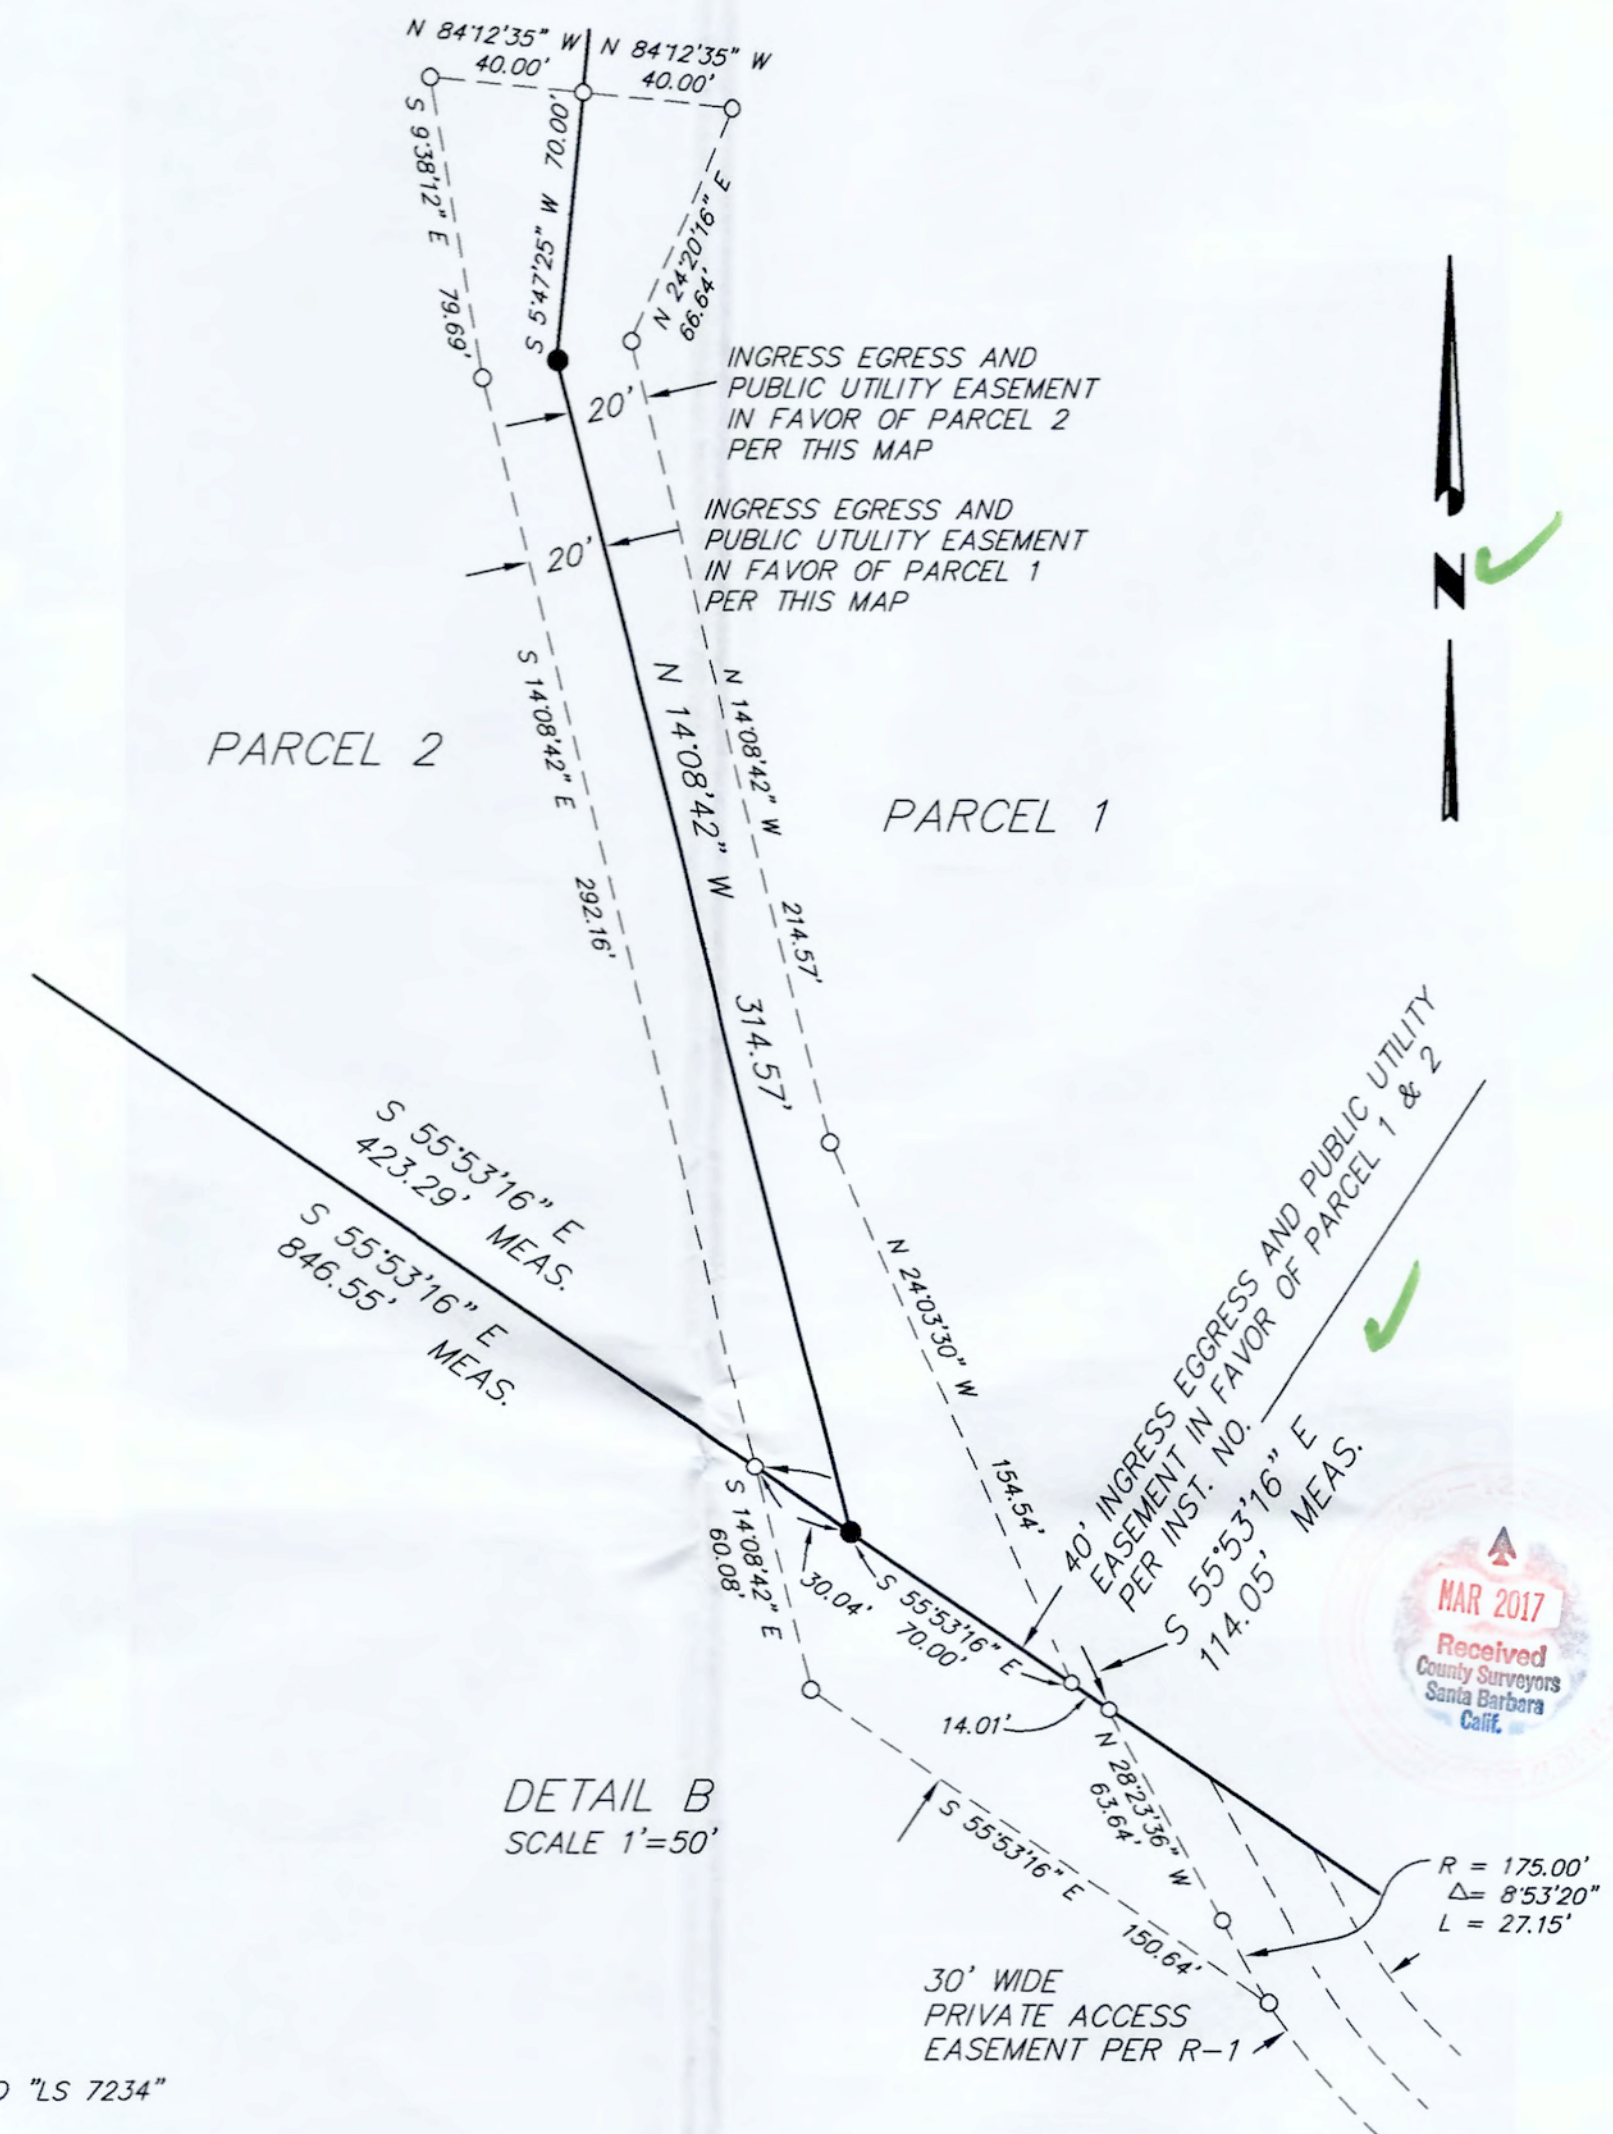 N 84°12'35" W
40.00'
N 84°12'35" W
40.00'
S 9°38'12" E 79.69'
S 5°47'25" W 70.00'
N 24°20'16" E
66.64'
INGRESS EGRESS AND
PUBLIC UTILITY EASEMENT
IN FAVOR OF PARCEL 2
PER THIS MAP
20'
INGRESS EGRESS AND
PUBLIC UTULITY EASEMENT
IN FAVOR OF PARCEL 1
PER THIS MAP
20'
N
S 14°08'42" E 292.16'
N 14°08'42" W 314.57'
N 14°08'42" W 214.57'
PARCEL 2
PARCEL 1
S 55°53'16" E
423.29' MEAS.
S 55°53'16" E
846.55' MEAS.
N 24°03'30" W 154.54'
40' INGRESS EGGRESS AND PUBLIC UTILITY
EASEMENT IN FAVOR OF PARCEL 1 & 2
PER INST. NO.
S 55°53'16" E
114.05' MEAS.
S 14°08'42" E
60.08'
30.04'
S 55°53'16" E
70.00'
14.01'
MAR 2017
Received
County Surveyors
Santa Barbara
Calif.
N 28°23'36" W
63.64'
DETAIL B
SCALE 1'=50'
S 55°53'16" E 150.64'
R = 175.00'
Δ= 8°53'20"
L = 27.15'
30' WIDE
PRIVATE ACCESS
EASEMENT PER R-1
"LS 7234"